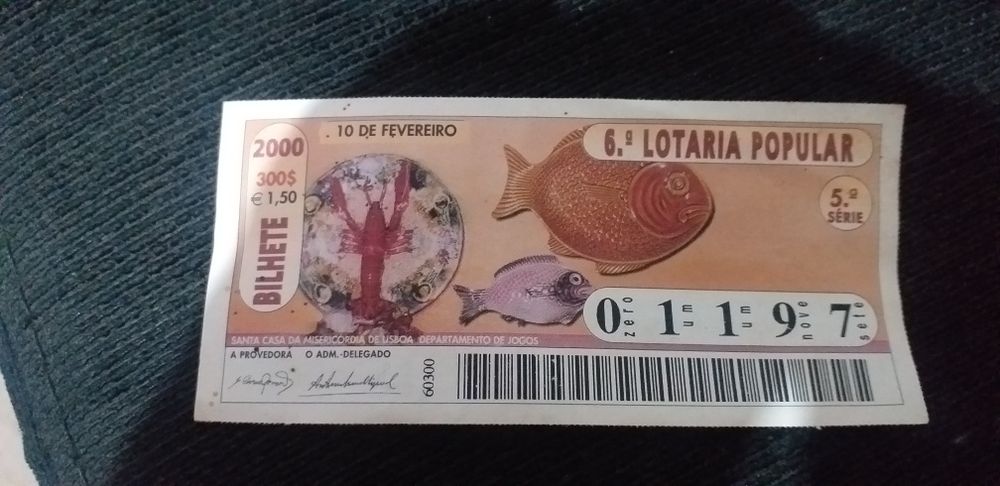 10 DE FEVEREIRO
6.ª LOTARIA POPULAR
2000
300$
€ 1,50
BILHETE
5.ª
SÉRIE
0 zero 1 um 1 um 9 nove 7 sete
SANTA CASA DA MISERICÓRDIA DE LISBOA DEPARTAMENTO DE JOGOS
A PROVEDORA O ADM.-DELEGADO
60300